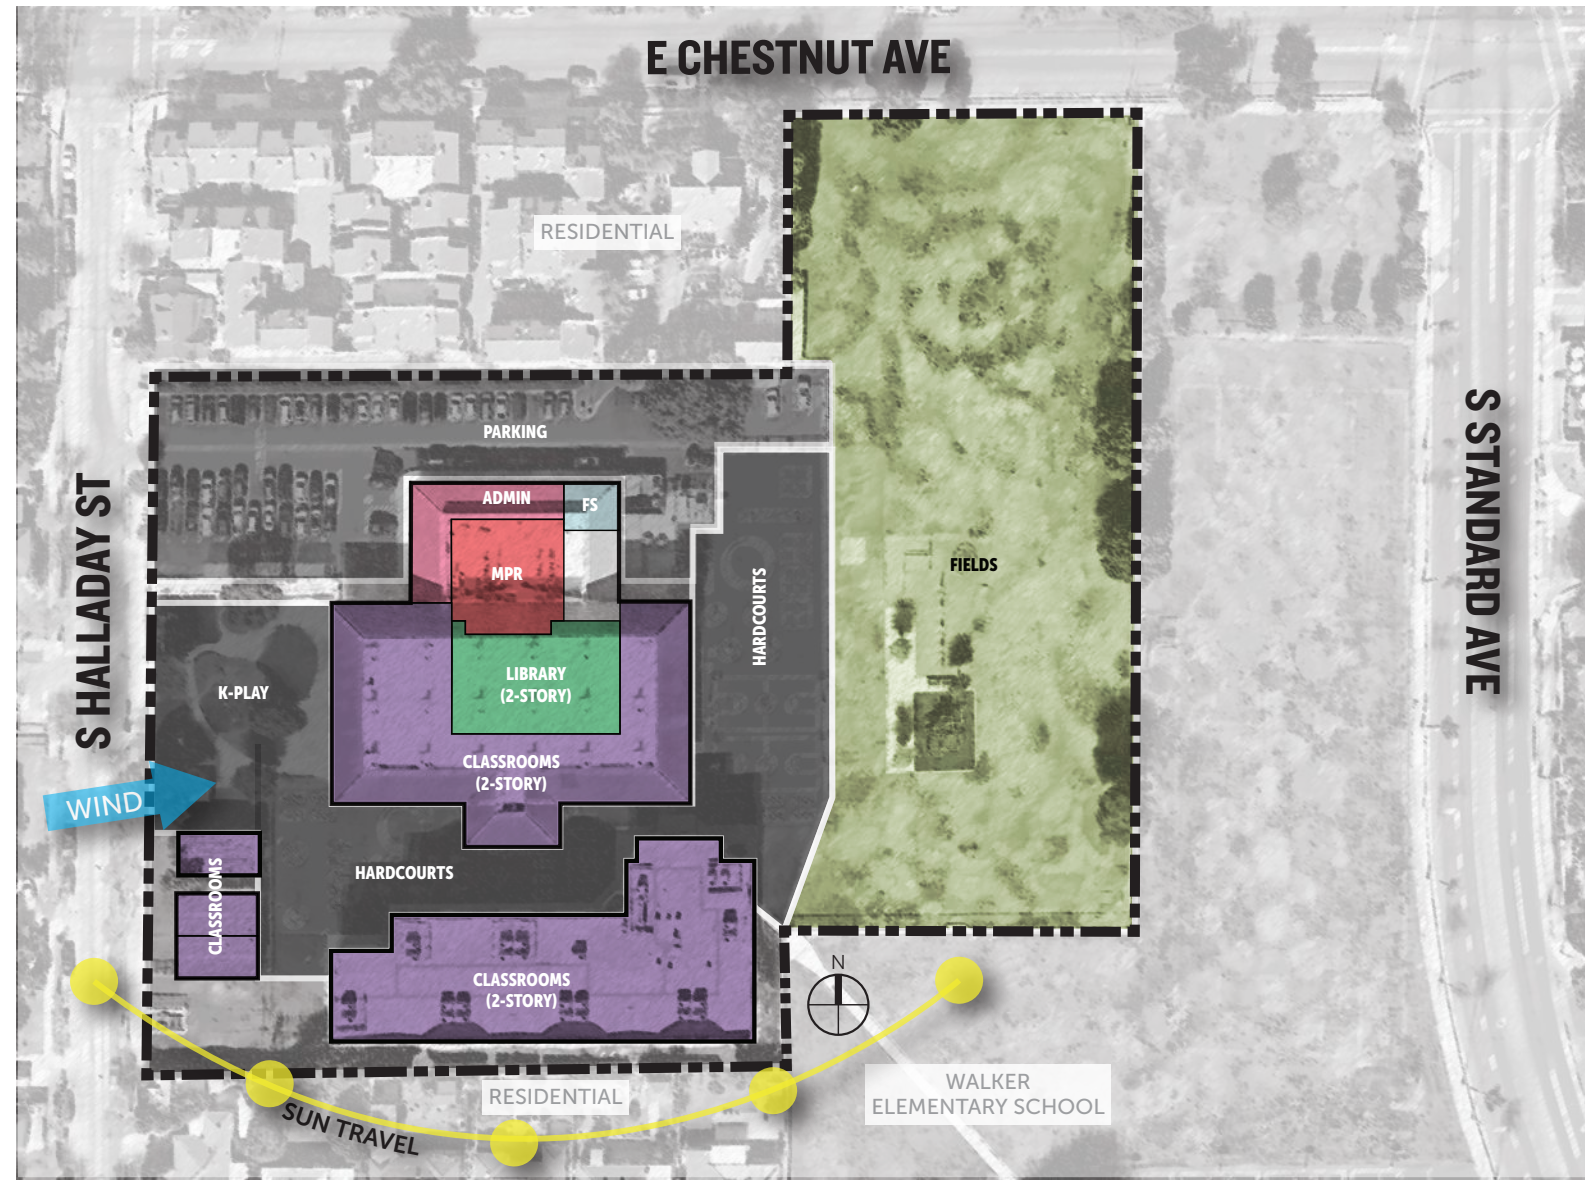 E CHESTNUT AVE
RESIDENTIAL
PARKING
ADMIN
FS
MPR
S HALLADAY ST
S STANDARD AVE
HARDCOURTS
FIELDS
LIBRARY
(2-STORY)
K-PLAY
CLASSROOMS
(2-STORY)
WIND
HARDCOURTS
CLASSROOMS
CLASSROOMS
(2-STORY)
N
RESIDENTIAL
WALKER
ELEMENTARY SCHOOL
SUN TRAVEL